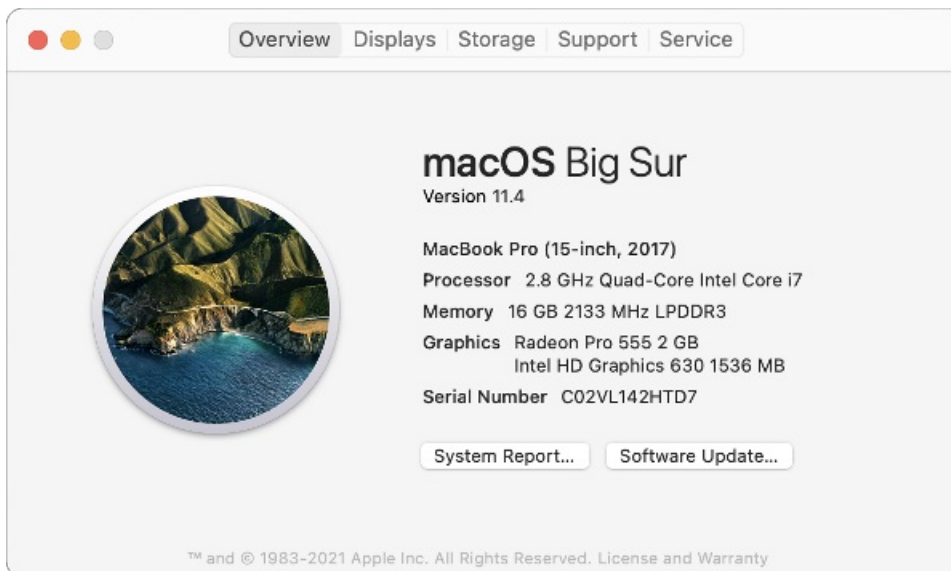 Overview Displays Storage Support Service
macOS Big Sur
Version 11.4
MacBook Pro (15-inch, 2017)
Processor 2.8 GHz Quad-Core Intel Core i7
Memory 16 GB 2133 MHz LPDDR3
Graphics Radeon Pro 555 2 GB
Intel HD Graphics 630 1536 MB
Serial Number C02VL142HTD7
System Report...
Software Update...
™ and © 1983-2021 Apple Inc. All Rights Reserved. License and Warranty